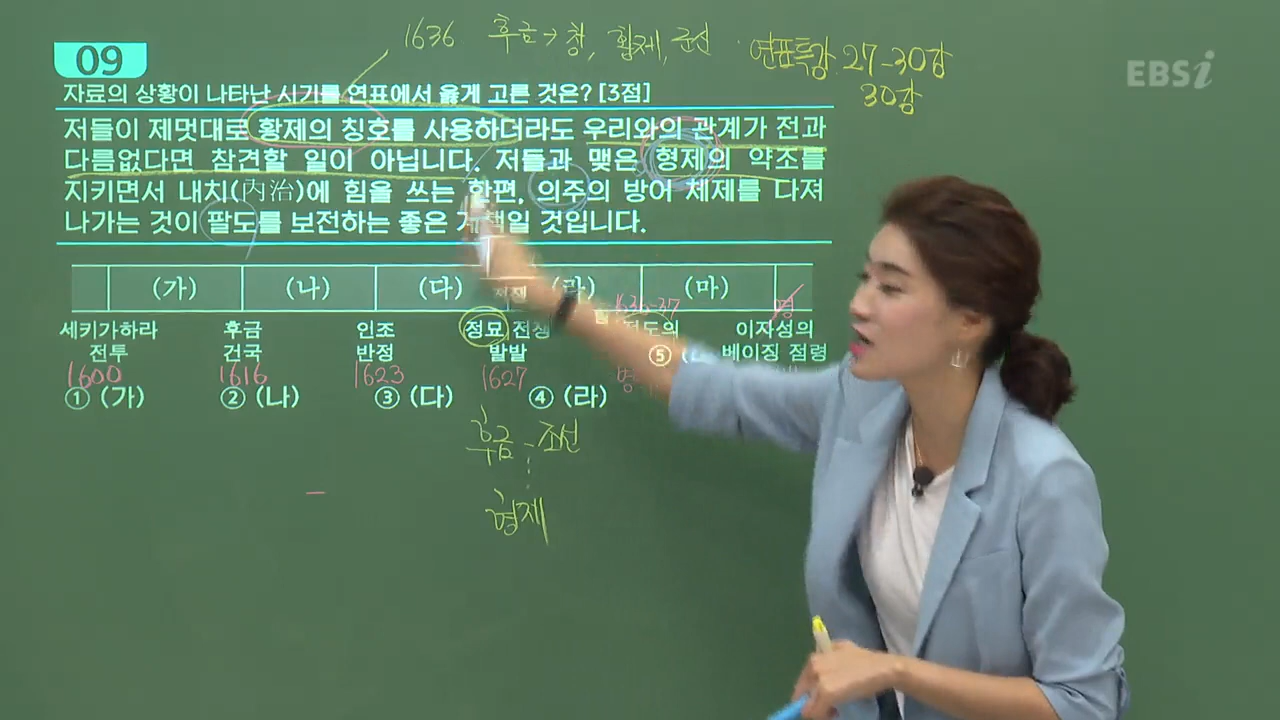 1636 후금→청, 황제, 군신 · 연표특강 27-30강
30강
EBSi
09
자료의 상황이 나타난 시기를 연표에서 옳게 고른 것은? [3점]
저들이 제멋대로 황제의 칭호를 사용하더라도 우리와의 관계가 전과
다름없다면 참견할 일이 아닙니다. 저들과 맺은 형제의 약조를
지키면서 내치(內治)에 힘을 쓰는 한편, 의주의 방어 체제를 다져
나가는 것이 팔도를 보전하는 좋은 계책일 것입니다.
(가) (나) (다) (라) (마)
1636-37
세키가하라 후금 인조 정묘 전쟁 이자성의
전투 건국 반정 발발 베이징 점령
1600 1616 1623 1627
① (가) ② (나) ③ (다) ④ (라) ⑤
후금 - 조선
형제